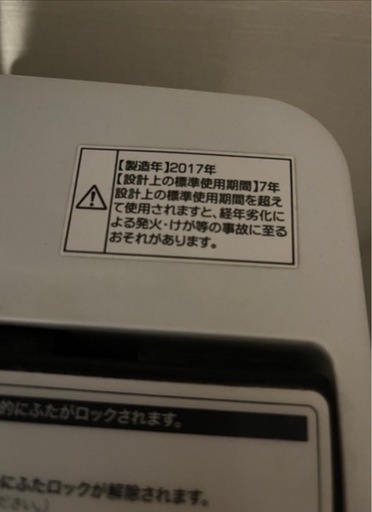 【製造年】2017年
【設計上の標準使用期間】7年
設計上の標準使用期間を超え
て使用されますと、経年劣化に
よる発火・けが等の事故に至る
おそれがあります。
的にふたがロックされます。
にふたロックが解除されます。
ださい。）